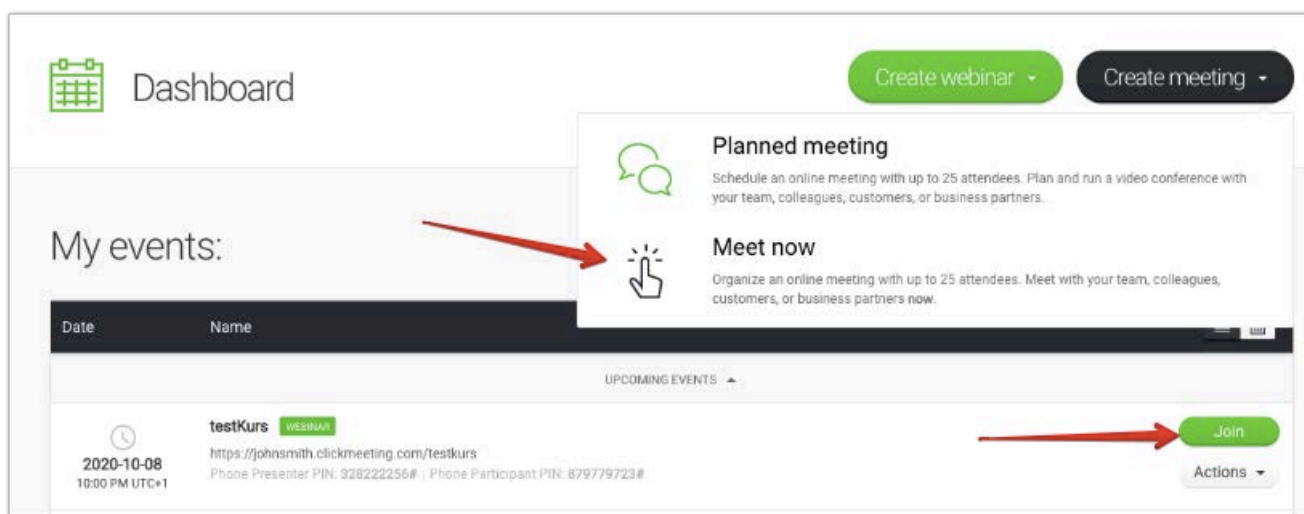 Dashboard
Create webinar
Create meeting
Planned meeting
Schedule an online meeting with up to 25 attendees. Plan and run a video conference with
your team, colleagues, customers, or business partners.
Meet now
Organize an online meeting with up to 25 attendees. Meet with your team, colleagues,
customers, or business partners now.
My events:
Date
Name
UPCOMING EVENTS
testKurs WEBINAR
https://johnsmith.clickmeeting.com/testkurs
Phone Presenter PIN: 328222256# | Phone Participant PIN: 879779723#
2020-10-08
10:00 PM UTC+1
Join
Actions